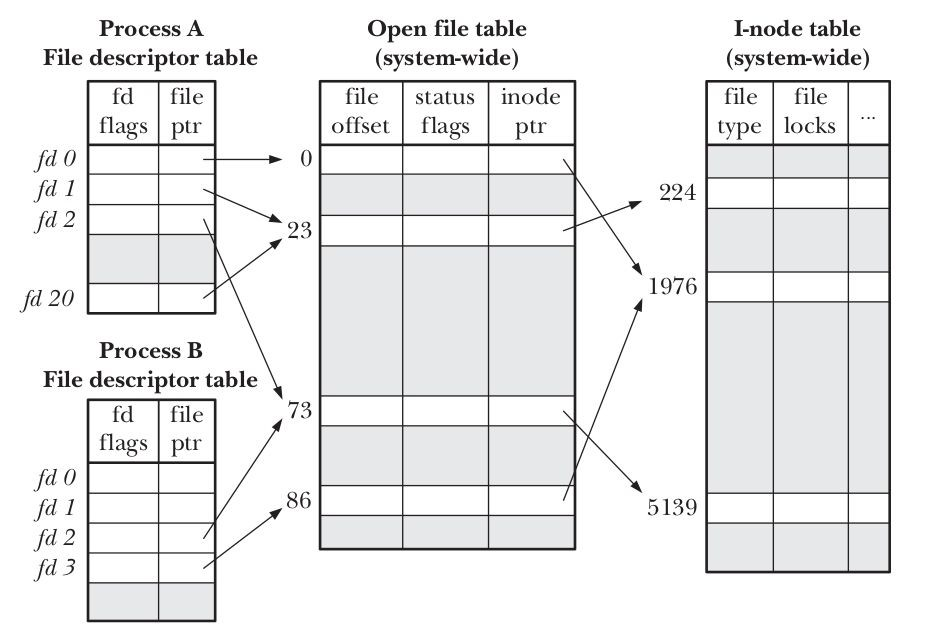 Process A
File descriptor table
fd
flags
file
ptr
fd 0
fd 1
fd 2
fd 20
Process B
File descriptor table
fd
flags
file
ptr
fd 0
fd 1
fd 2
fd 3
Open file table
(system-wide)
file
offset
status
flags
inode
ptr
0
23
73
86
I-node table
(system-wide)
file
type
file
locks
...
224
1976
5139